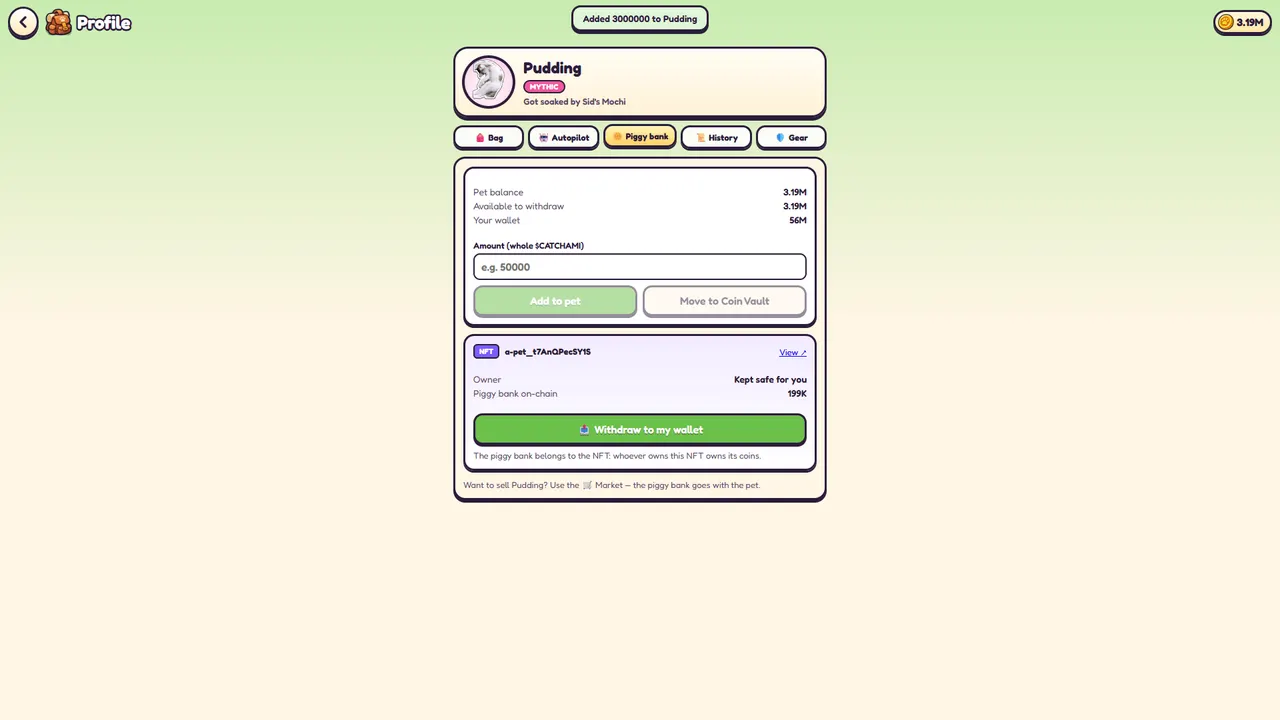 Profile
Added 3000000 to Pudding
3.19M
Pudding
MYTHIC
Got soaked by Sid's Mochi
Bag
Autopilot
Piggy bank
History
Gear
Pet balance 3.19M
Available to withdraw 3.19M
Your wallet 56M
Amount (whole $CATCHAMI)
e.g. 50000
Add to pet
Move to Coin Vault
NFT a-pet_t7AnQPecSY1S View ↗
Owner Kept safe for you
Piggy bank on-chain 199K
Withdraw to my wallet
The piggy bank belongs to the NFT: whoever owns this NFT owns its coins.
Want to sell Pudding? Use the 🛒 Market — the piggy bank goes with the pet.